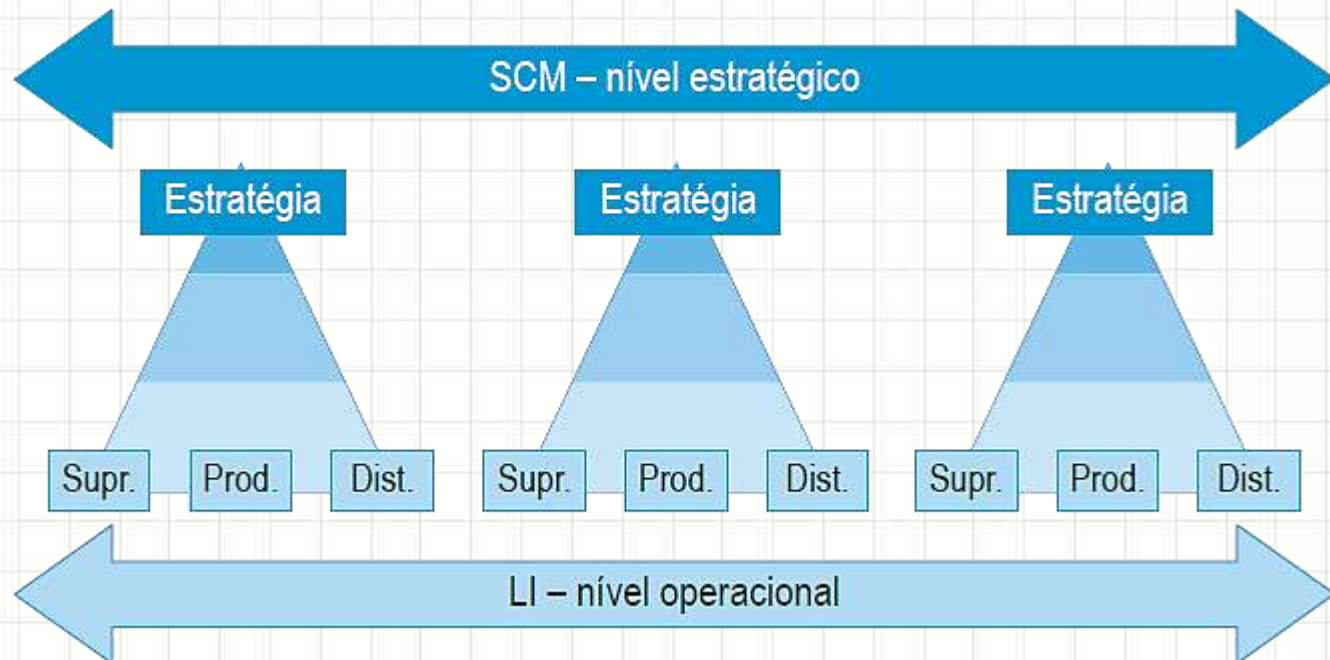 SCM – nível estratégico
Estratégia
Estratégia
Estratégia
Supr.
Prod.
Dist.
Supr.
Prod.
Dist.
Supr.
Prod.
Dist.
LI – nível operacional